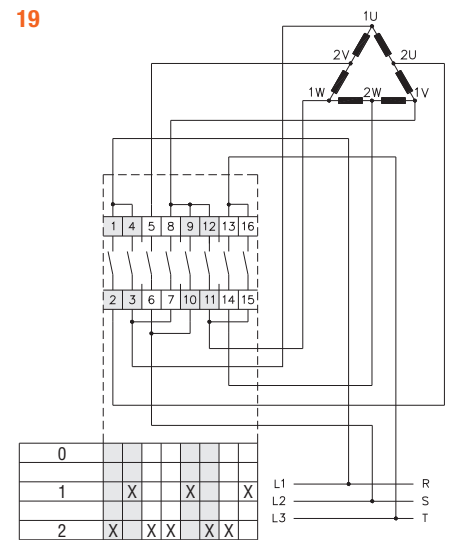 19
1U
2V 2U
1W 2W 1V
1 4 5 8 9 12 13 16
2 3 6 7 10 11 14 15
0
1 X X X
2 X X X X X
L1 R
L2 S
L3 T